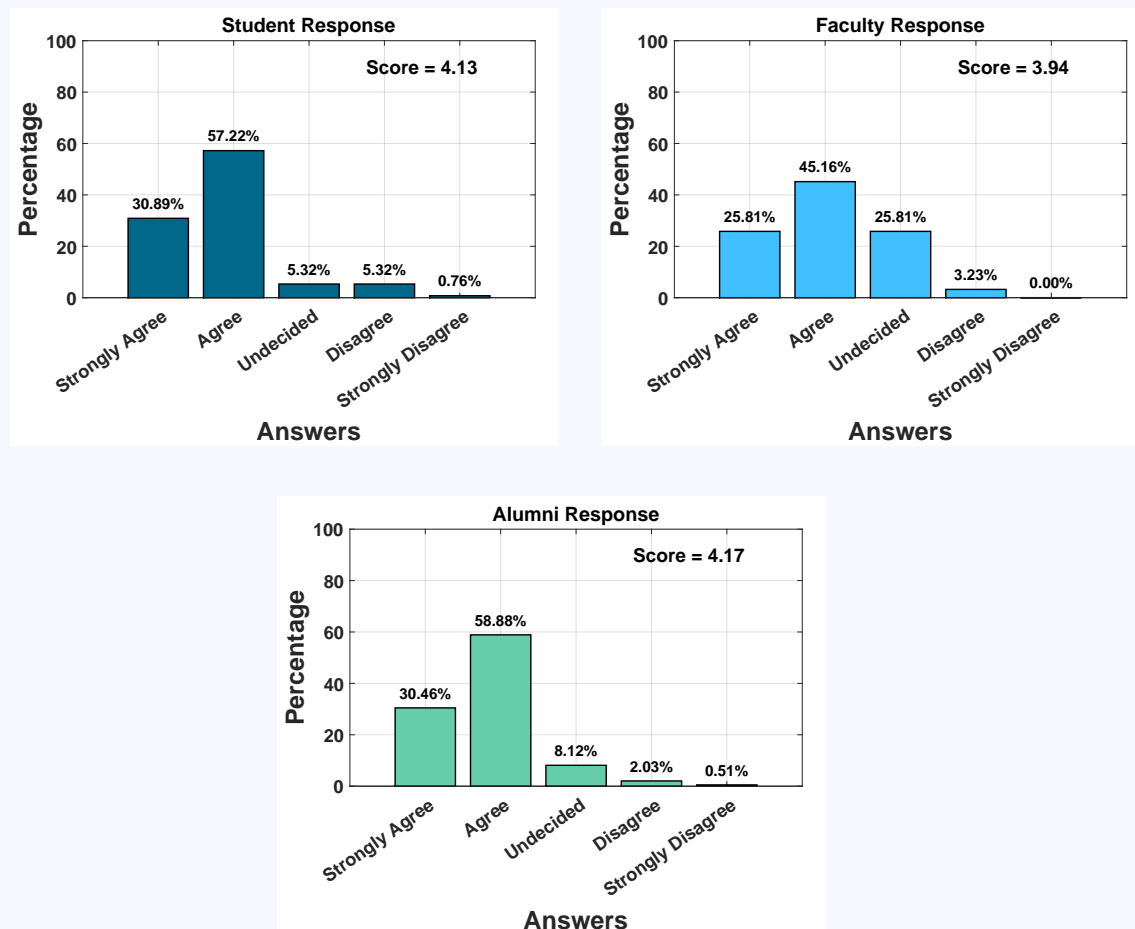 Student Response
Score = 4.13
Percentage
100
80
60
40
20
0
30.89%
57.22%
5.32%
5.32%
0.76%
Strongly Agree
Agree
Undecided
Disagree
Strongly Disagree
Answers
Faculty Response
Score = 3.94
Percentage
100
80
60
40
20
0
25.81%
45.16%
25.81%
3.23%
0.00%
Strongly Agree
Agree
Undecided
Disagree
Strongly Disagree
Answers
Alumni Response
Score = 4.17
Percentage
100
80
60
40
20
0
30.46%
58.88%
8.12%
2.03%
0.51%
Strongly Agree
Agree
Undecided
Disagree
Strongly Disagree
Answers